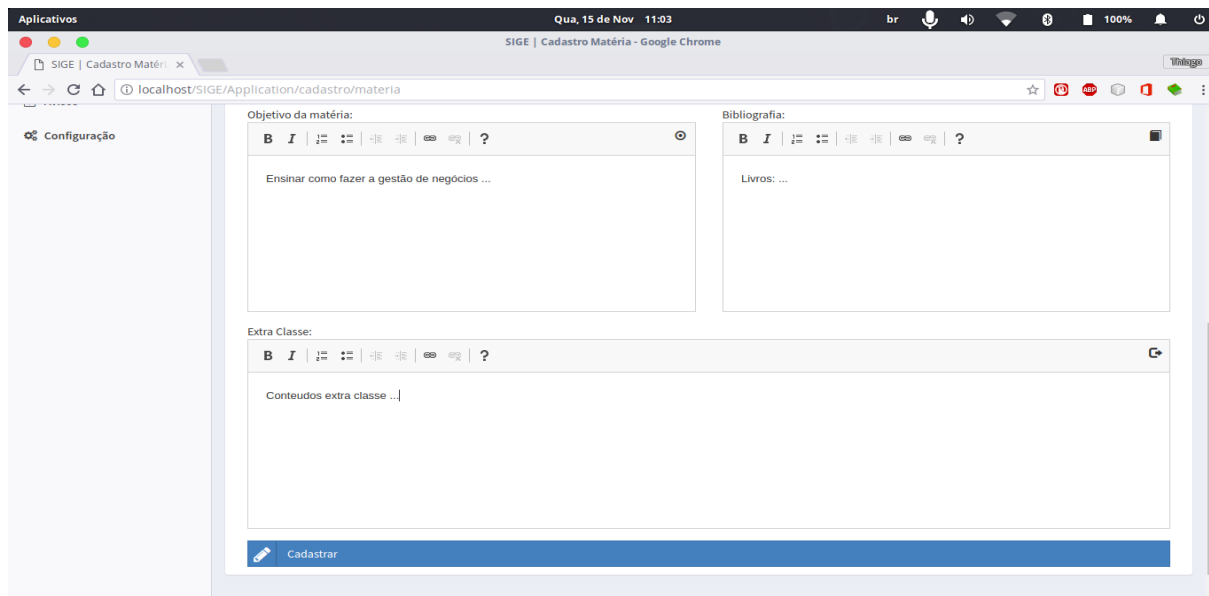 Aplicativos
Qua, 15 de Nov 11:03
br
100%
SIGE | Cadastro Matéria - Google Chrome
SIGE | Cadastro Matéri
Thiago
localhost/SIGE/Application/cadastro/materia
ABP
Configuração
Objetivo da matéria:
Bibliografia:
B I ?
B I ?
Ensinar como fazer a gestão de negócios ...
Livros: ...
Extra Classe:
B I ?
Conteudos extra classe ...
Cadastrar